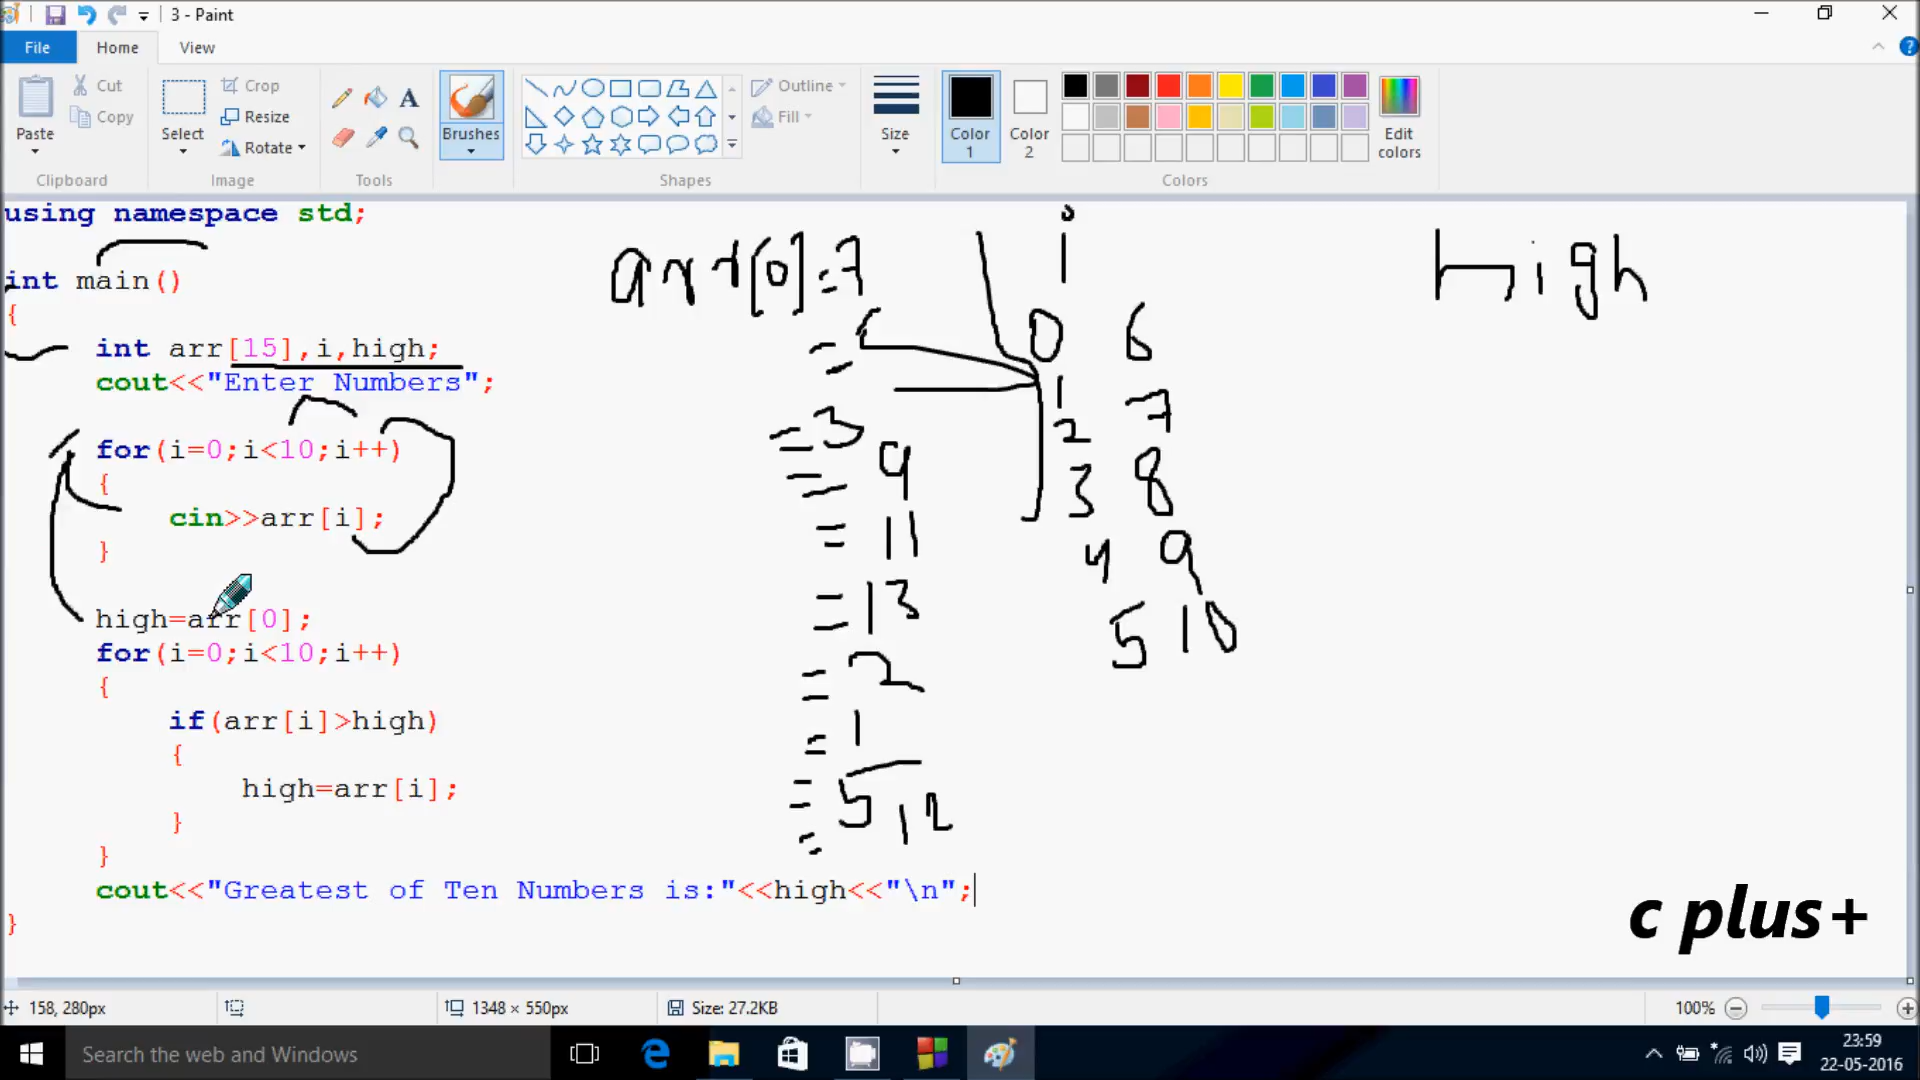 3 - Paint
File Home View
Paste
Cut
Copy
Clipboard
Select
Crop
Resize
Rotate
Image
Tools
Brushes
Shapes
Outline
Fill
Size
Color 1
Color 2
Edit colors
Colors
using namespace std;
int main()
{
int arr[15],i,high;
cout<<"Enter Numbers";
for(i=0;i<10;i++)
{
cin>>arr[i];
}
high=arr[0];
for(i=0;i<10;i++)
{
if(arr[i]>high)
{
high=arr[i];
}
}
cout<<"Greatest of Ten Numbers is:"<<high<<"\n";
}
arr[0]=7
=
=3
= 9
= 11
=13
= 2
= 1
= 5
= 12
i
0 6
1 7
2
3 8
4 9
5 10
high
c plus+
158, 280px
1348 × 550px
Size: 27.2KB
100%
Search the web and Windows
23:59
22-05-2016